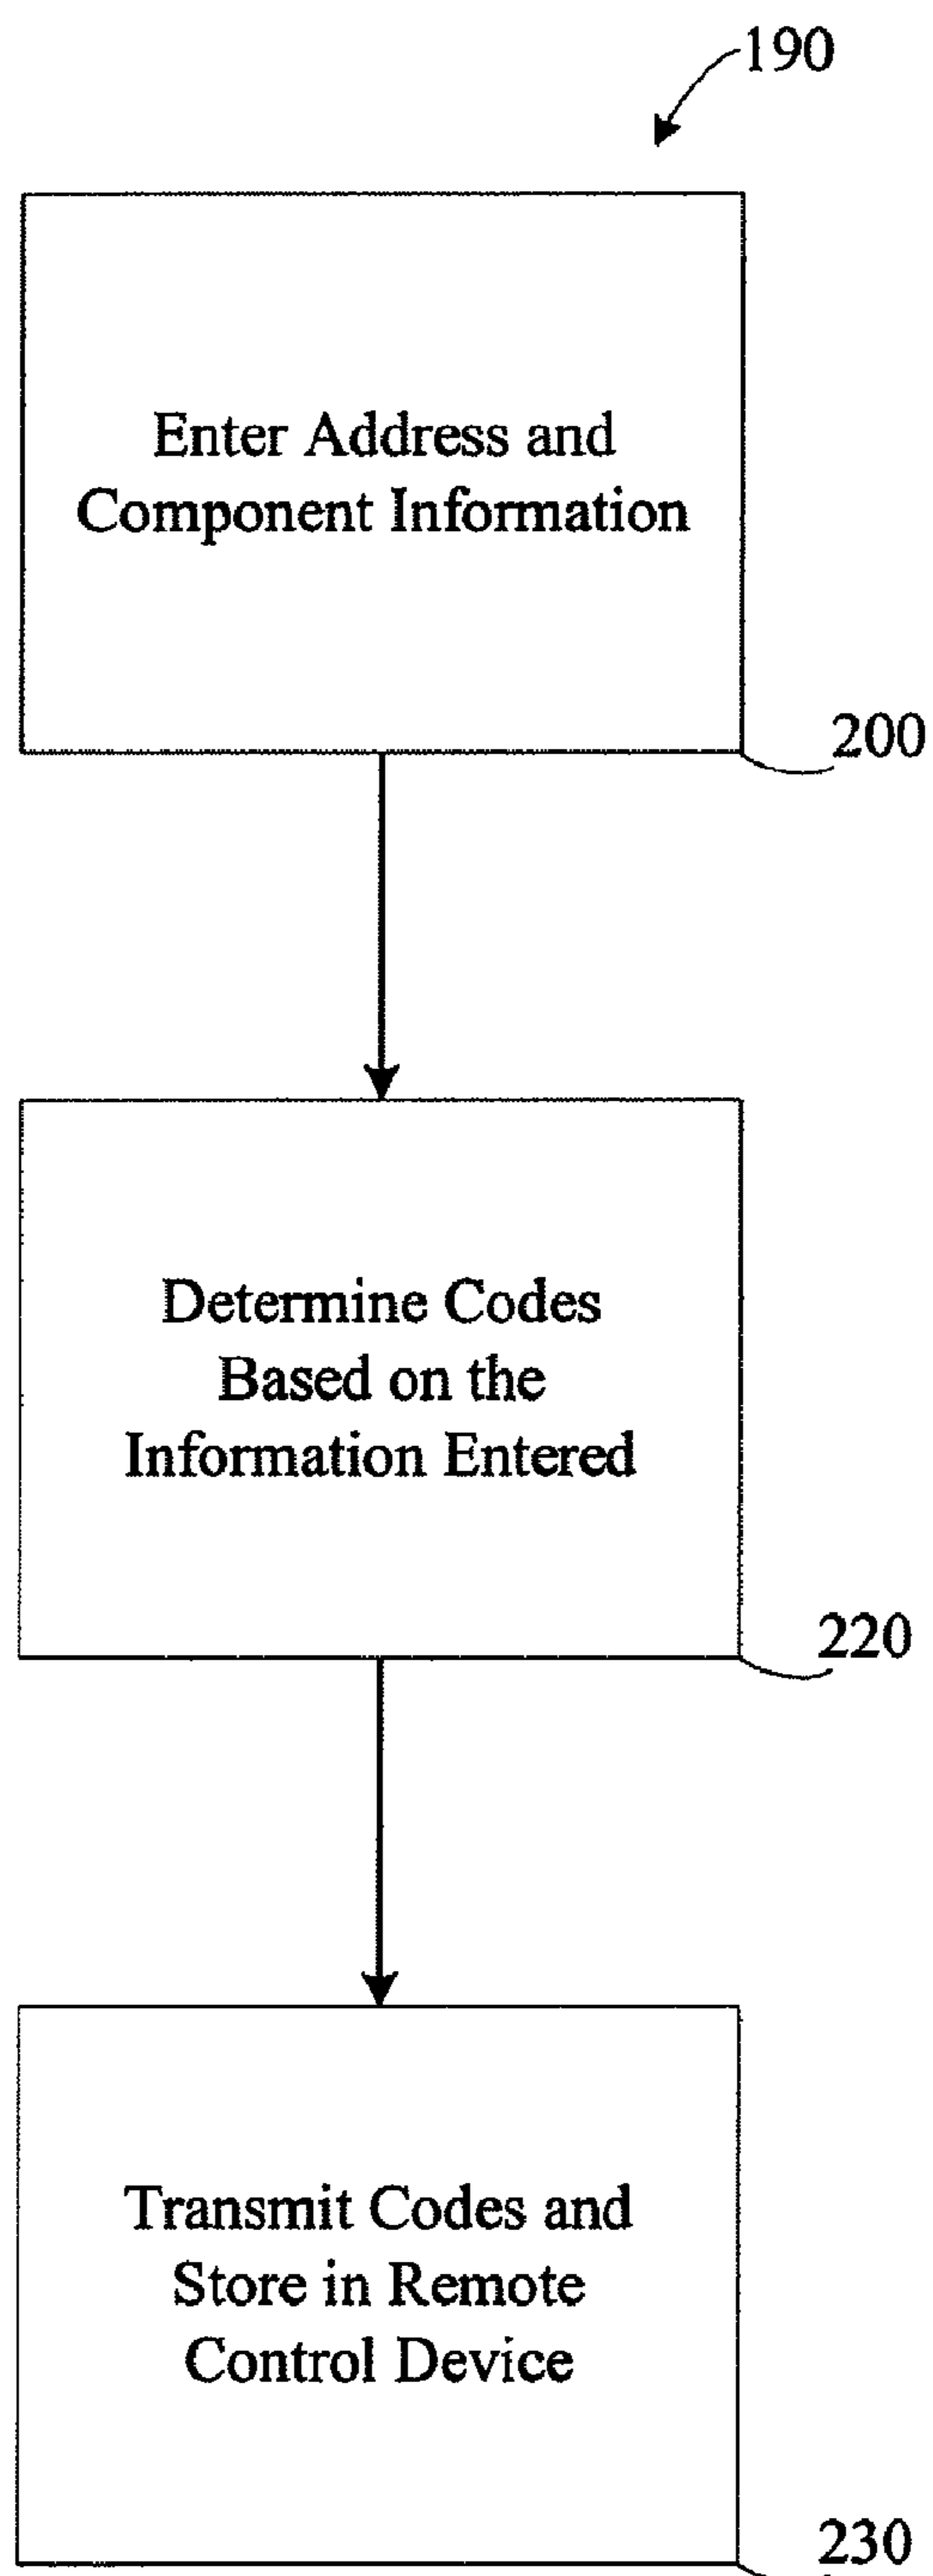 190
Enter Address and
Component Information
200
Determine Codes
Based on the
Information Entered
220
Transmit Codes and
Store in Remote
Control Device
230